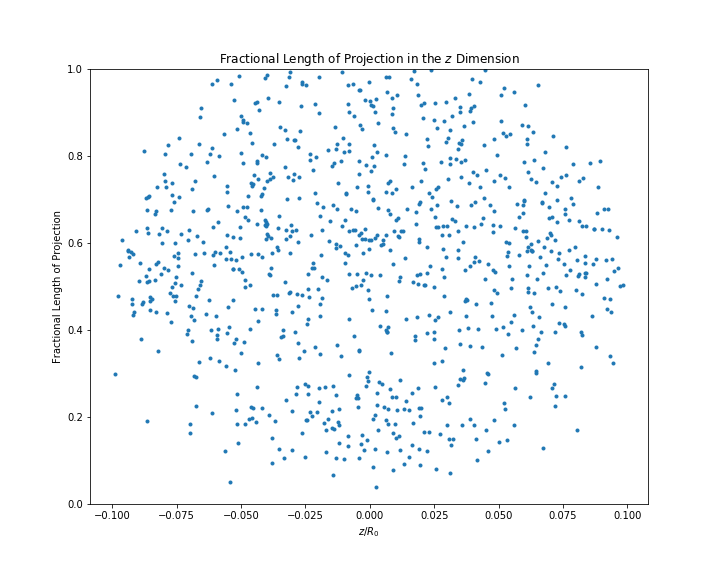 Fractional Length of Projection in the z Dimension
1.0
0.8
0.6
0.4
0.2
0.0
Fractional Length of Projection
−0.100 −0.075 −0.050 −0.025 0.000 0.025 0.050 0.075 0.100
z/R₀